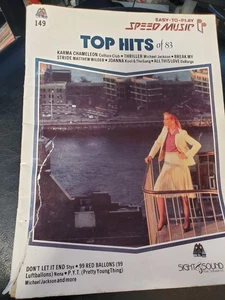 149
EASY-TO-PLAY
SPEED MUSIC
TOP HITS of 83
KARMA CHAMELEON Culture Club • THRILLER Michael Jackson • BREAK MY
STRIDE MATTHEW WILDER • JOANNA Kool & The Gang • ALL THIS LOVE DeBarge
DON'T LET IT END Styx • 99 RED BALLONS (99
Luftballons) Nena • P.Y.T. (Pretty Young Thing)
Michael Jackson and more
SIGHT & SOUND